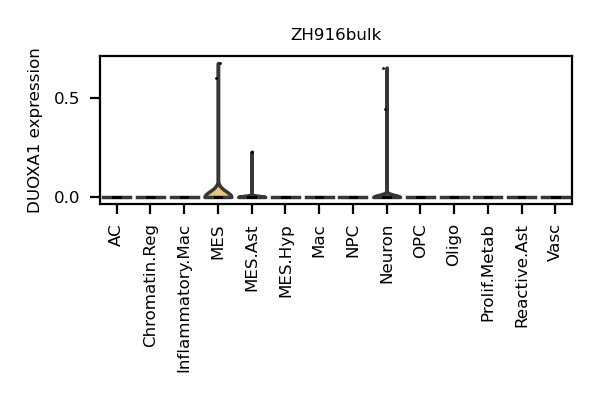 ZH916bulk
DUOXA1 expression
0.5
0.0
AC
Chromatin.Reg
Inflammatory.Mac
MES
MES.Ast
MES.Hyp
Mac
NPC
Neuron
OPC
Oligo
Prolif.Metab
Reactive.Ast
Vasc